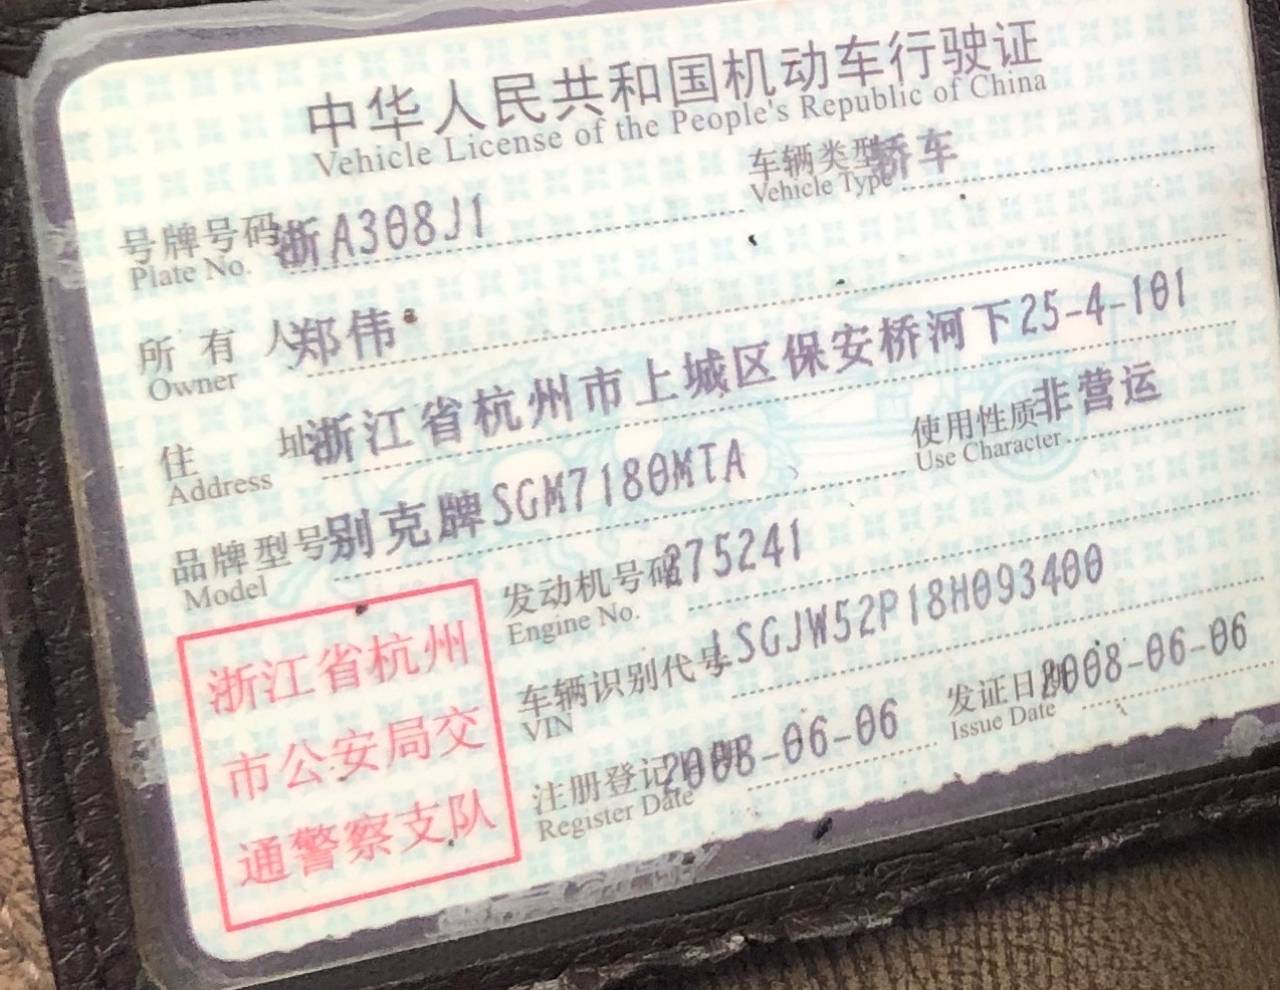 中华人民共和国机动车行驶证
Vehicle License of the People's Republic of China
号牌号码 浙A308J1 车辆类型 轿车
Plate No. Vehicle Type
所有人 郑伟
Owner
住址 浙江省杭州市上城区保安桥河下25-4-101
Address
品牌型号 别克牌SGM7180MTA 使用性质 非营运
Model Use Character
发动机号码 275241
Engine No.
车辆识别代号 LSGJW52P18H093400
VIN
注册登记日期 2008-06-06 发证日期 2008-06-06
Register Date Issue Date
浙江省杭州
市公安局交
通警察支队